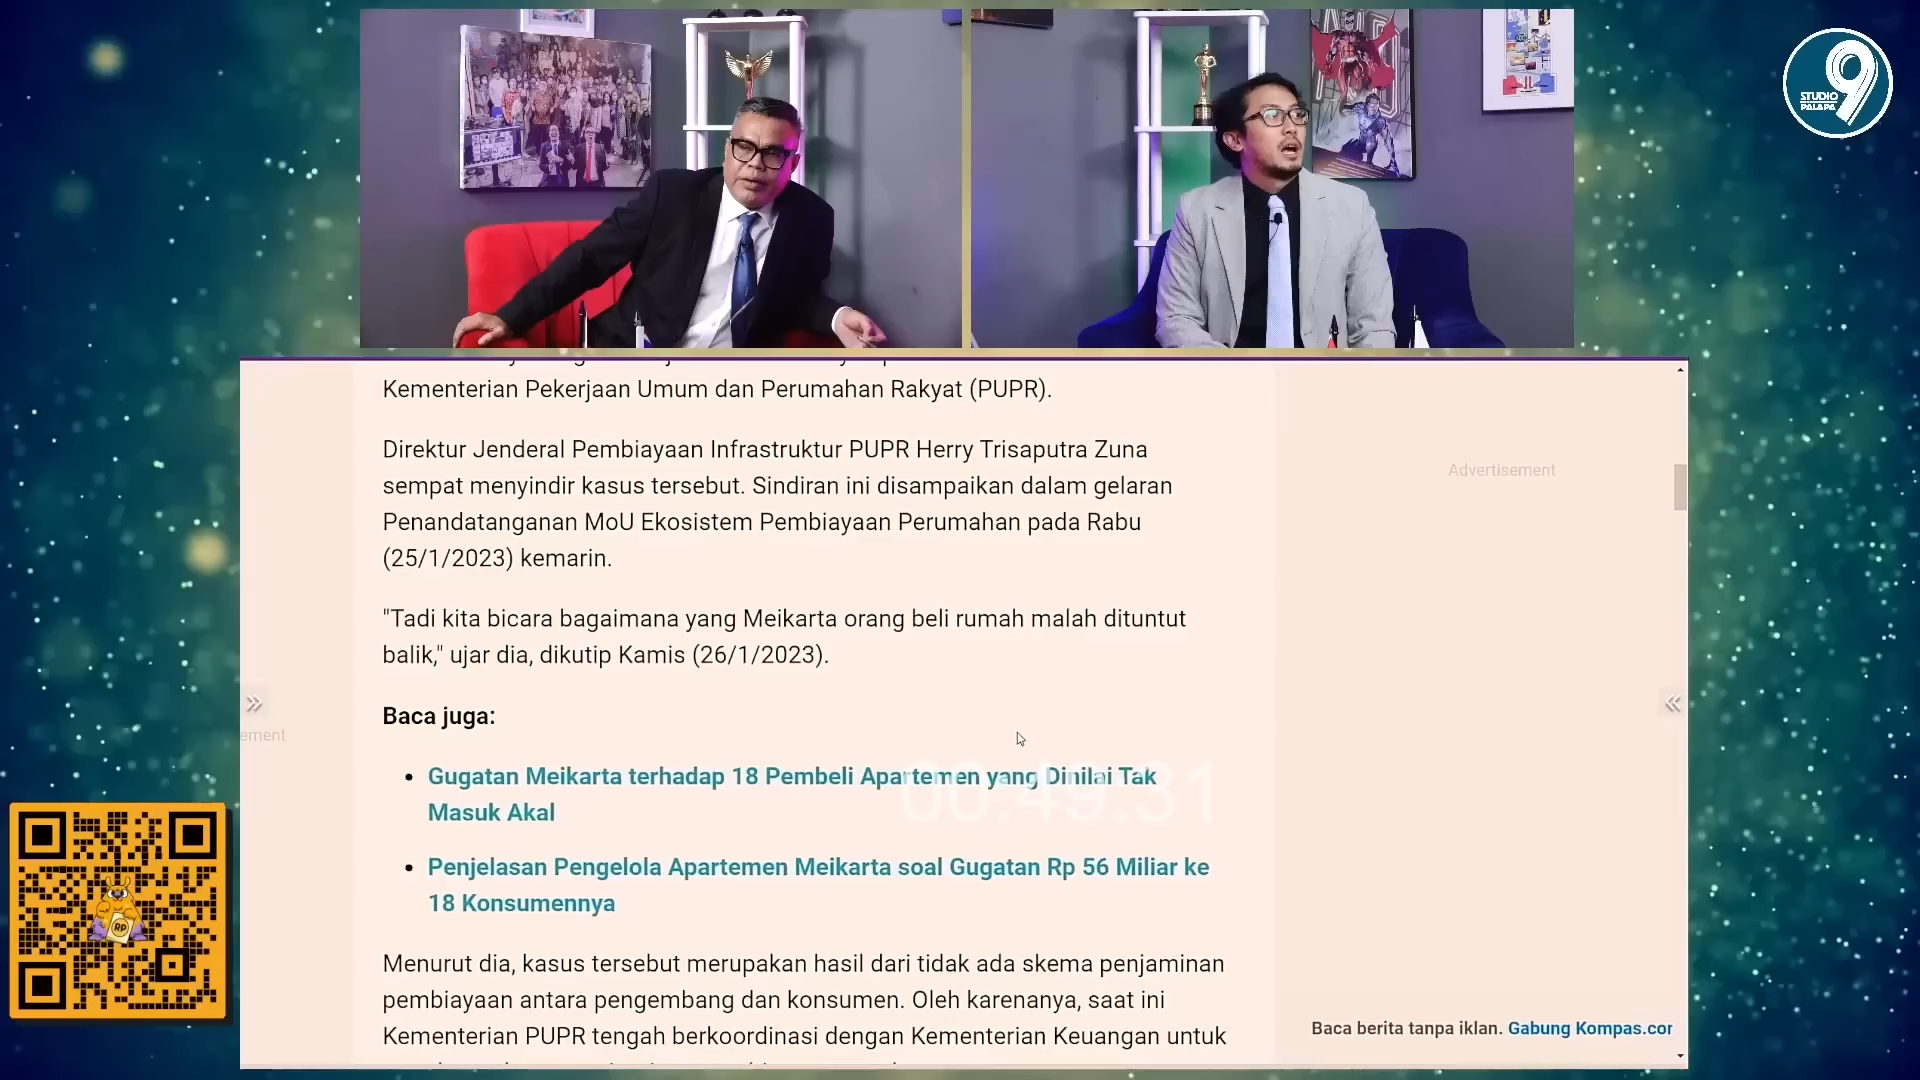 STUDIO
PALAPA
9
Kementerian Pekerjaan Umum dan Perumahan Rakyat (PUPR).
Direktur Jenderal Pembiayaan Infrastruktur PUPR Herry Trisaputra Zuna
sempat menyindir kasus tersebut. Sindiran ini disampaikan dalam gelaran
Penandatanganan MoU Ekosistem Pembiayaan Perumahan pada Rabu
(25/1/2023) kemarin.
Advertisement
"Tadi kita bicara bagaimana yang Meikarta orang beli rumah malah dituntut
balik," ujar dia, dikutip Kamis (26/1/2023).
Baca juga:
ement
• Gugatan Meikarta terhadap 18 Pembeli Apartemen yang Dinilai Tak
Masuk Akal
00:49:31
• Penjelasan Pengelola Apartemen Meikarta soal Gugatan Rp 56 Miliar ke
18 Konsumennya
RP
Menurut dia, kasus tersebut merupakan hasil dari tidak ada skema penjaminan
pembiayaan antara pengembang dan konsumen. Oleh karenanya, saat ini
Kementerian PUPR tengah berkoordinasi dengan Kementerian Keuangan untuk
Baca berita tanpa iklan. Gabung Kompas.cor